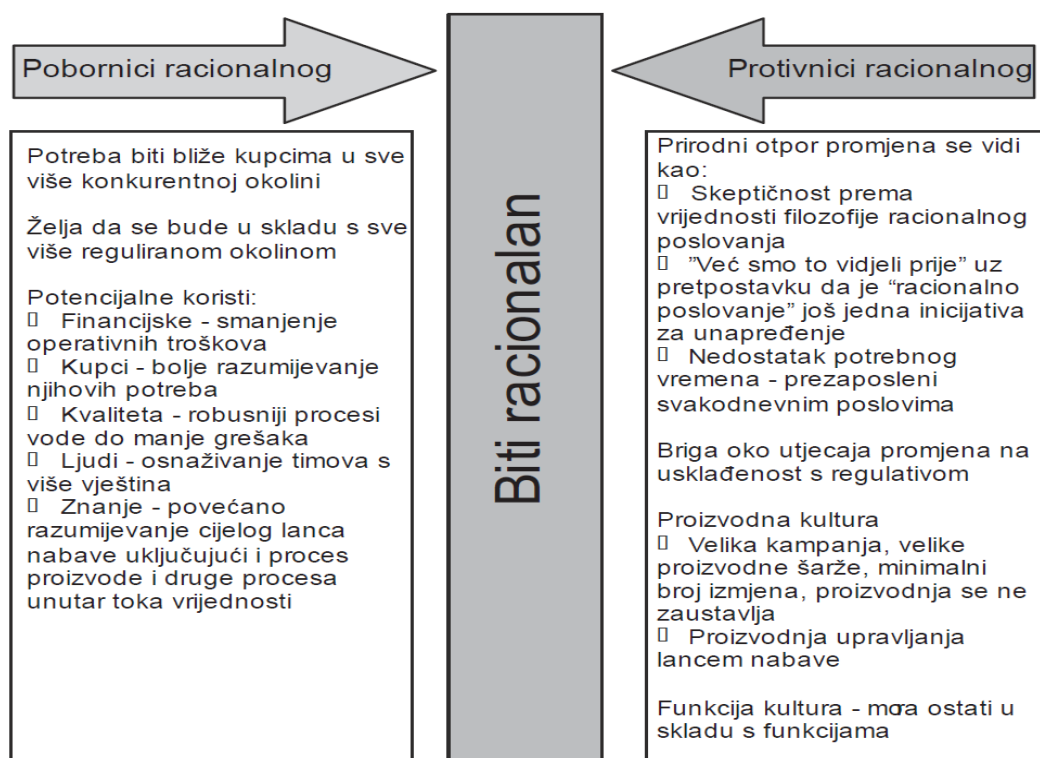 Pobornici racionalnog
Potreba biti bliže kupcima u sve
više konkurentnoj okolini
Želja da se bude u skladu s sve
više reguliranom okolinom
Potencijalne koristi:
▯ Financijske - smanjenje
operativnih troškova
▯ Kupci - bolje razumijevanje
njihovih potreba
▯ Kvaliteta - robusniji procesi
vode do manje grešaka
▯ Ljudi - osnaživanje timova s
više vještina
▯ Znanje - povećano
razumijevanje cijelog lanca
nabave uključujući i proces
proizvode i druge procesa
unutar toka vrijednosti
Biti racionalan
Protivnici racionalnog
Prirodni otpor promjena se vidi
kao:
▯ Skeptičnost prema
vrijednosti filozofije racionalnog
poslovanja
▯ ”Već smo to vidjeli prije” uz
pretpostavku da je “racionalno
poslovanje” još jedna inicijativa
za unapređenje
▯ Nedostatak potrebnog
vremena - prezaposleni
svakodnevnim poslovima
Briga oko utjecaja promjena na
usklađenost s regulativom
Proizvodna kultura
▯ Velika kampanja, velike
proizvodne šarže, minimalni
broj izmjena, proizvodnja se ne
zaustavlja
▯ Proizvodnja upravljanja
lancem nabave
Funkcija kultura - mora ostati u
skladu s funkcijama